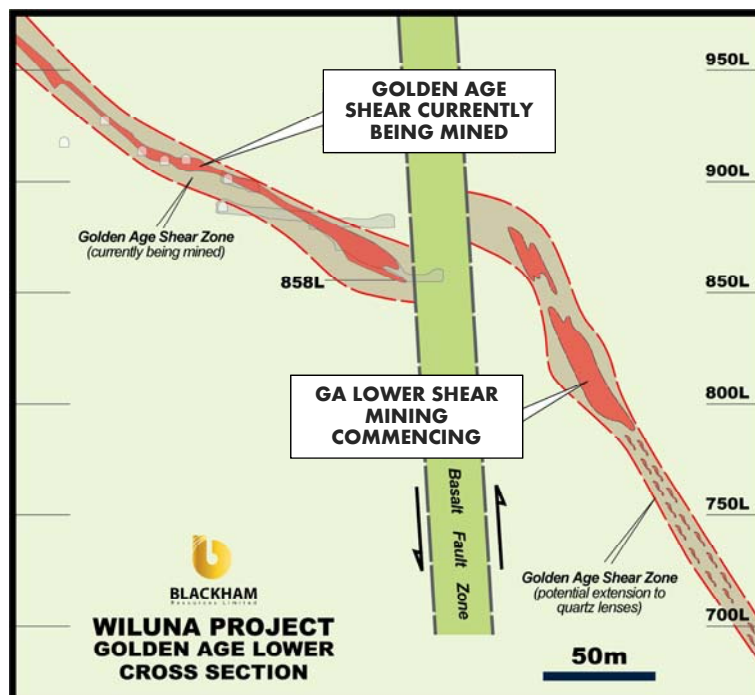 950L
GOLDEN AGE
SHEAR CURRENTLY
BEING MINED
900L
Golden Age Shear Zone
(currently being mined)
858L
850L
GA LOWER SHEAR
MINING
COMMENCING
800L
Basalt Fault Zone
750L
Golden Age Shear Zone
(potential extension to
quartz lenses)
700L
BLACKHAM
Resources Limited
WILUNA PROJECT
GOLDEN AGE LOWER
CROSS SECTION
50m